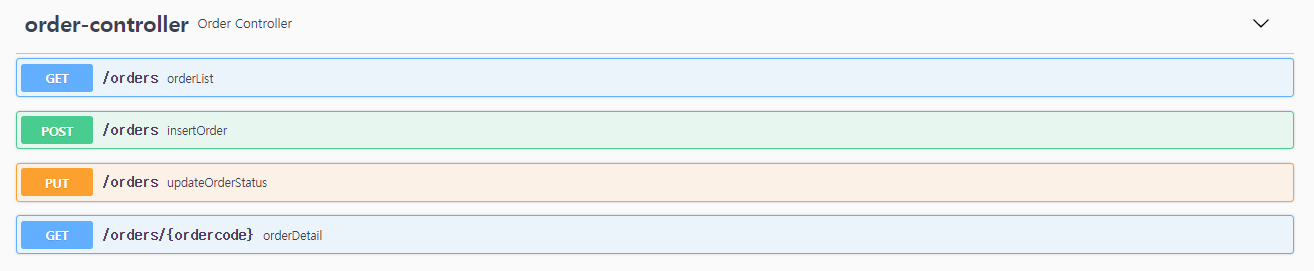 order-controller Order Controller
GET /orders orderList
POST /orders insertOrder
PUT /orders updateOrderStatus
GET /orders/{ordercode} orderDetail